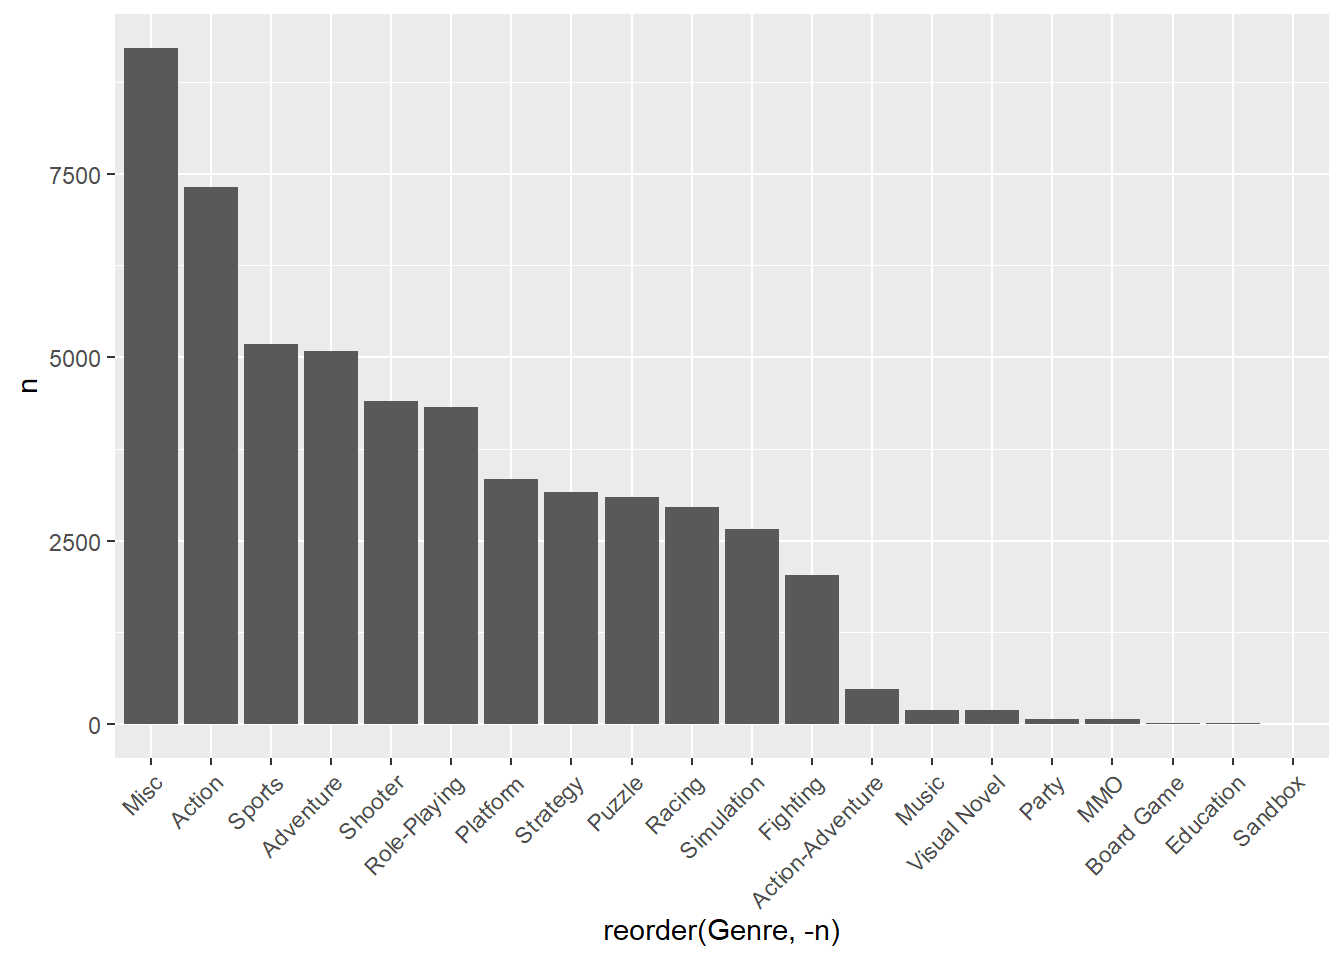 7500
5000
2500
0
n
Misc
Action
Sports
Adventure
Shooter
Role-Playing
Platform
Strategy
Puzzle
Racing
Simulation
Fighting
Action-Adventure
Music
Visual Novel
Party
MMO
Board Game
Education
Sandbox
reorder(Genre, -n)